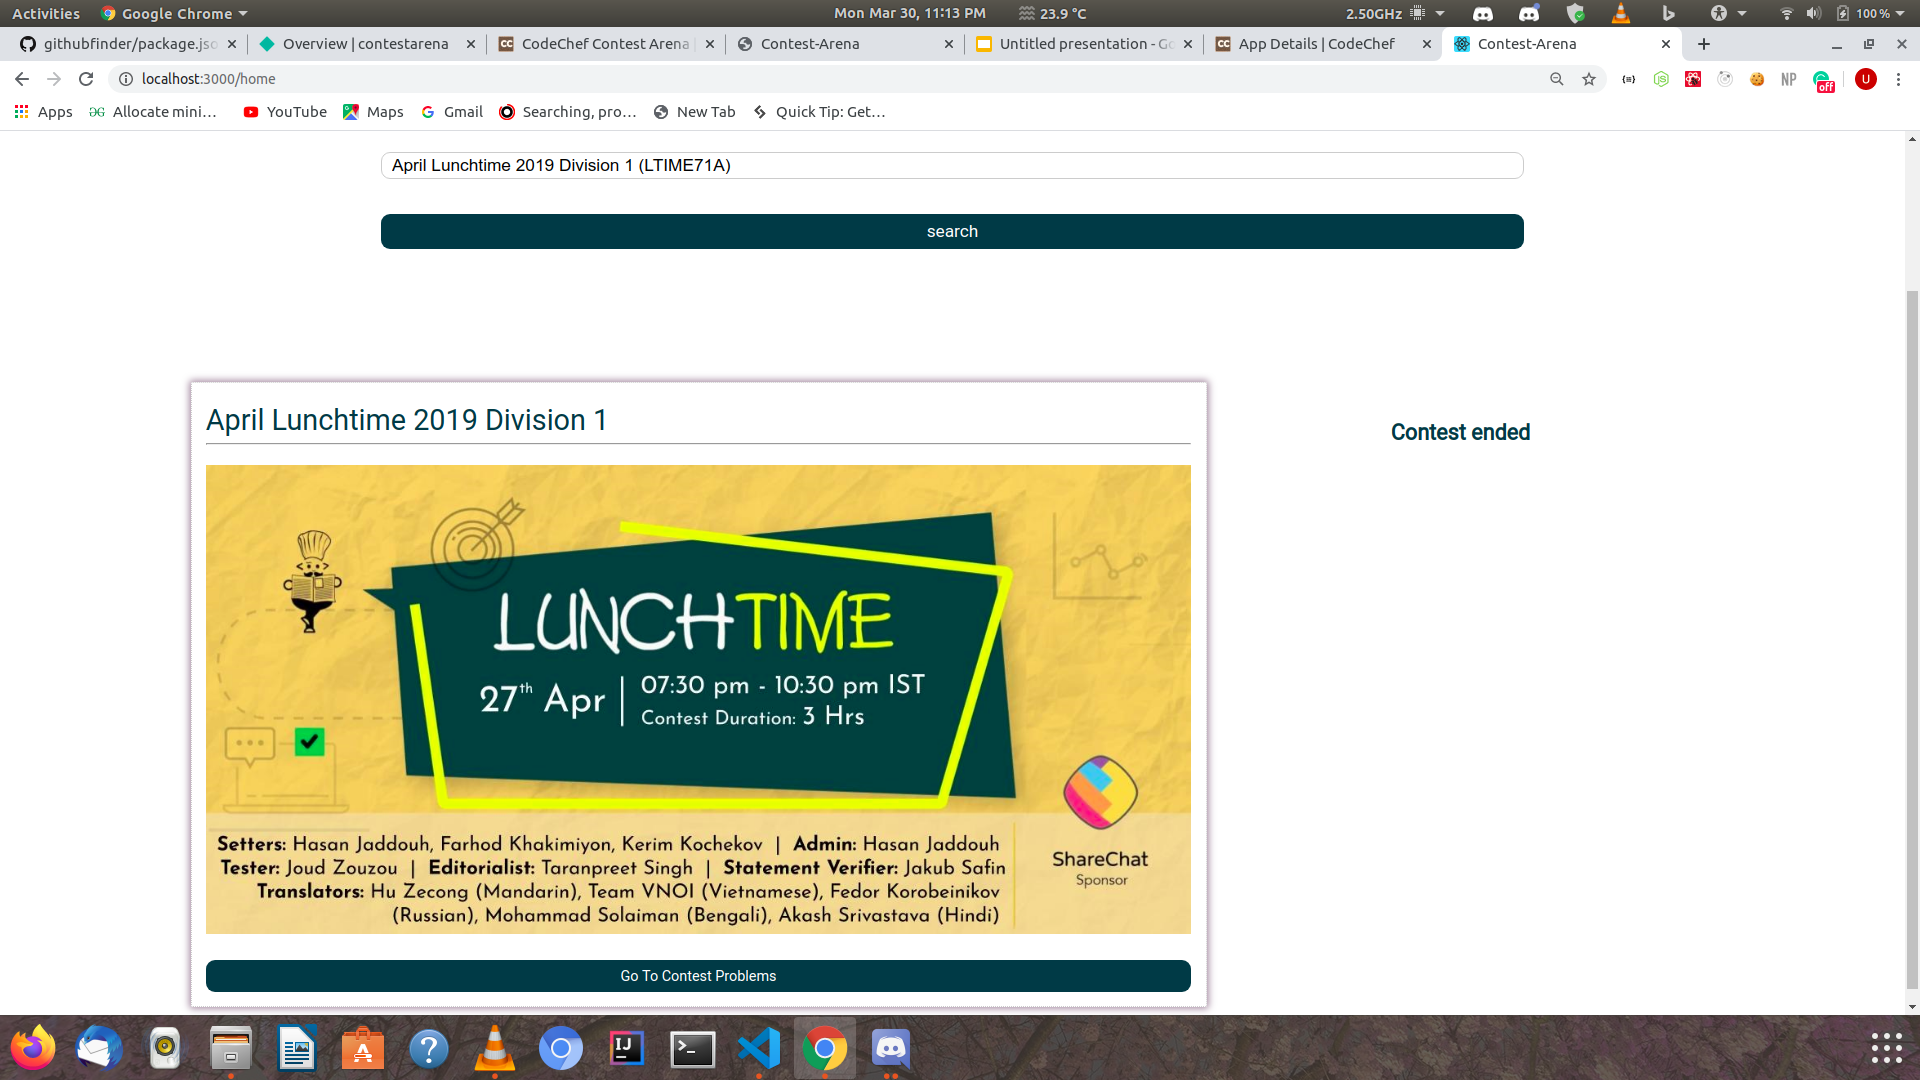 Activities Google Chrome Mon Mar 30, 11:13 PM 23.9 °C 2.50GHz 100 %
githubfinder/package.jso Overview | contestarena CodeChef Contest Arena | Contest-Arena Untitled presentation - Go App Details | CodeChef Contest-Arena
localhost:3000/home NP off U
Apps Allocate mini… YouTube Maps Gmail Searching, pro… New Tab Quick Tip: Get…
April Lunchtime 2019 Division 1 (LTIME71A)
search
April Lunchtime 2019 Division 1
Contest ended
LUNCHTIME
27th Apr | 07:30 pm - 10:30 pm IST
Contest Duration: 3 Hrs
Setters: Hasan Jaddouh, Farhod Khakimiyon, Kerim Kochekov | Admin: Hasan Jaddouh
Tester: Joud Zouzou | Editorialist: Taranpreet Singh | Statement Verifier: Jakub Safin
Translators: Hu Zecong (Mandarin), Team VNOI (Vietnamese), Fedor Korobeinikov
(Russian), Mohammad Solaiman (Bengali), Akash Srivastava (Hindi)
ShareChat
Sponsor
Go To Contest Problems